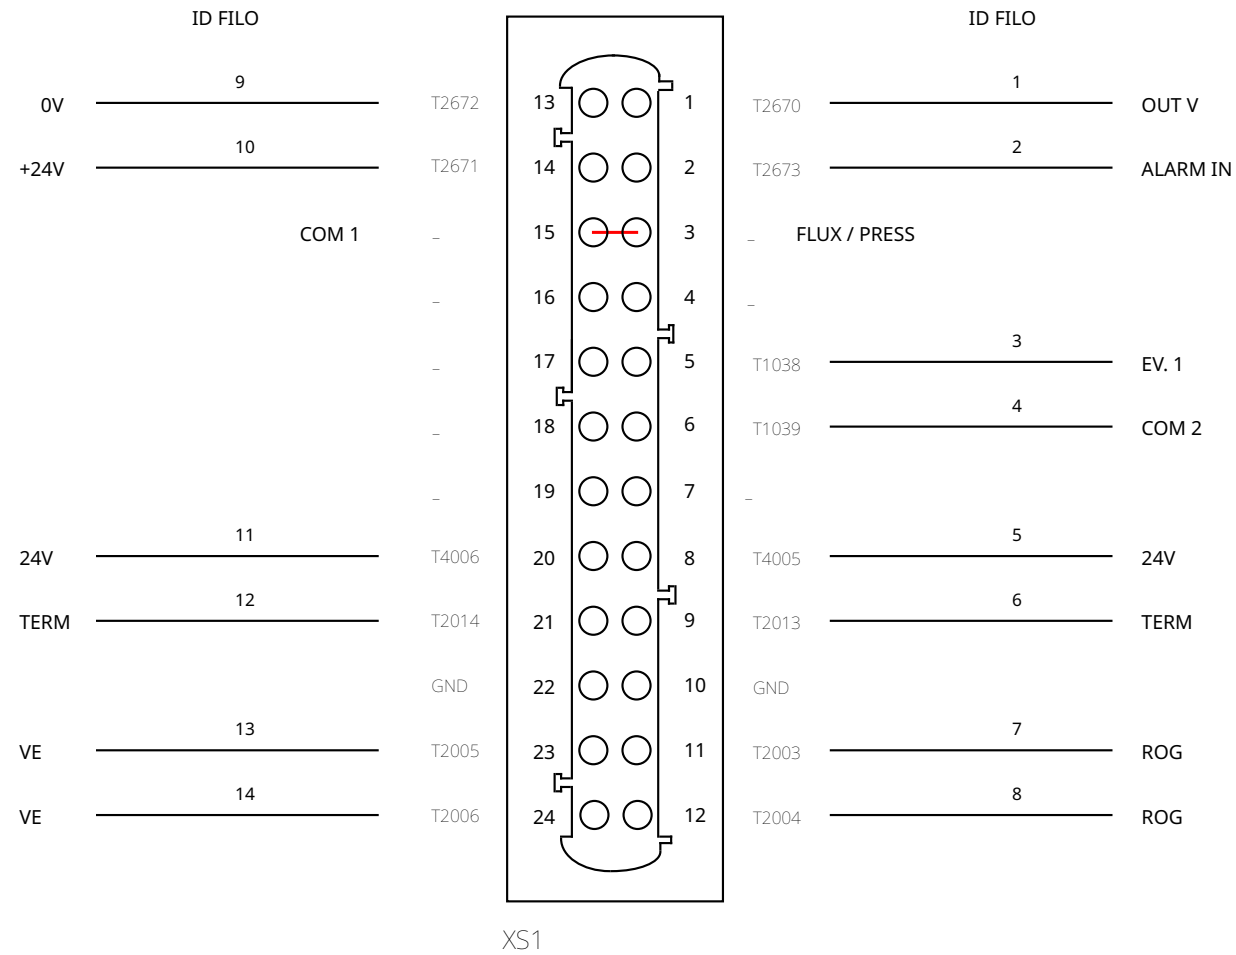 ID FILO ID FILO
9 1
0V T2672 13 1 T2670 OUT V
10 2
+24V T2671 14 2 T2673 ALARM IN
COM 1 _ 15 3 _ FLUX / PRESS
_ 16 4 _
3
_ 17 5 T1038 EV. 1
4
_ 18 6 T1039 COM 2
_ 19 7 _
11 5
24V T4006 20 8 T4005 24V
12 6
TERM T2014 21 9 T2013 TERM
GND 22 10 GND
13 7
VE T2005 23 11 T2003 ROG
14 8
VE T2006 24 12 T2004 ROG
XS1